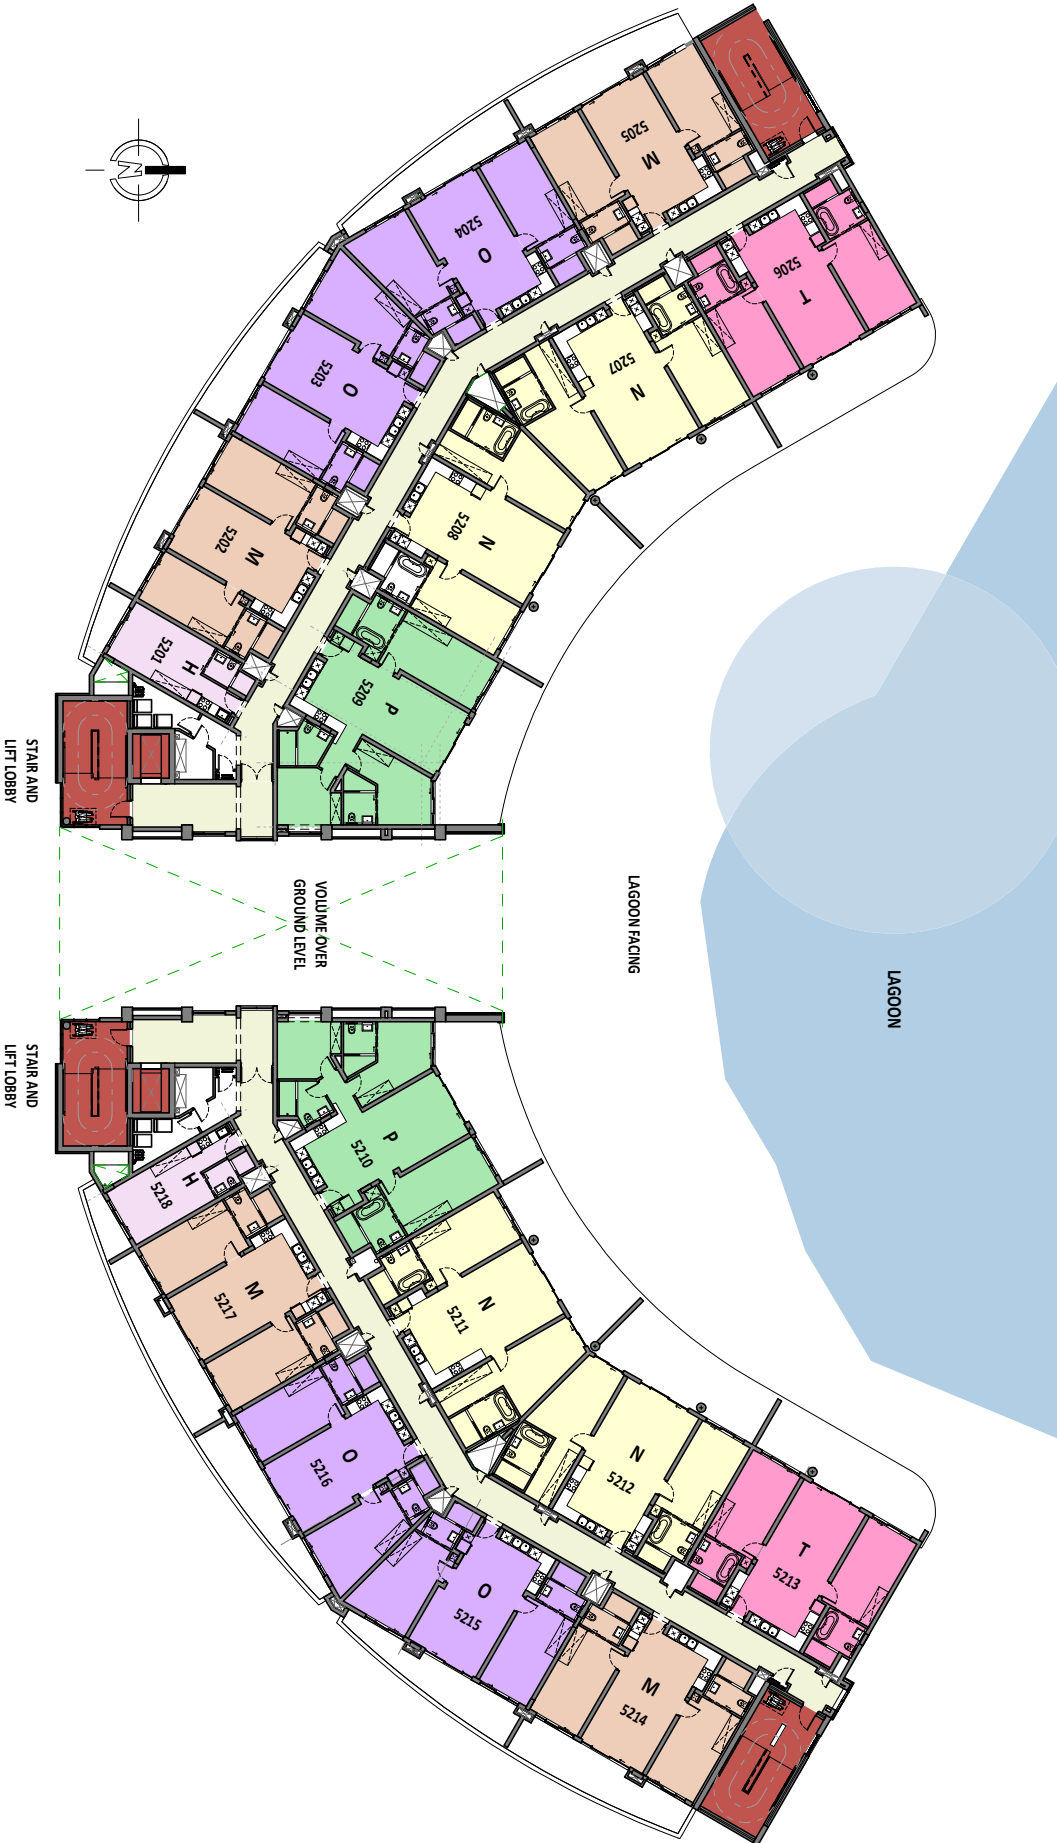 5205
M
5204
O
5203
O
5202
M
5201
H
5206
T
5207
N
5208
N
5209
P
N
STAIR AND
LIFT LOBBY
VOLUME OVER
GROUND LEVEL
LAGOON FACING
LAGOON
STAIR AND
LIFT LOBBY
P
5210
N
5211
N
5212
T
5213
M
5214
O
5215
O
5216
M
5217
H
5218